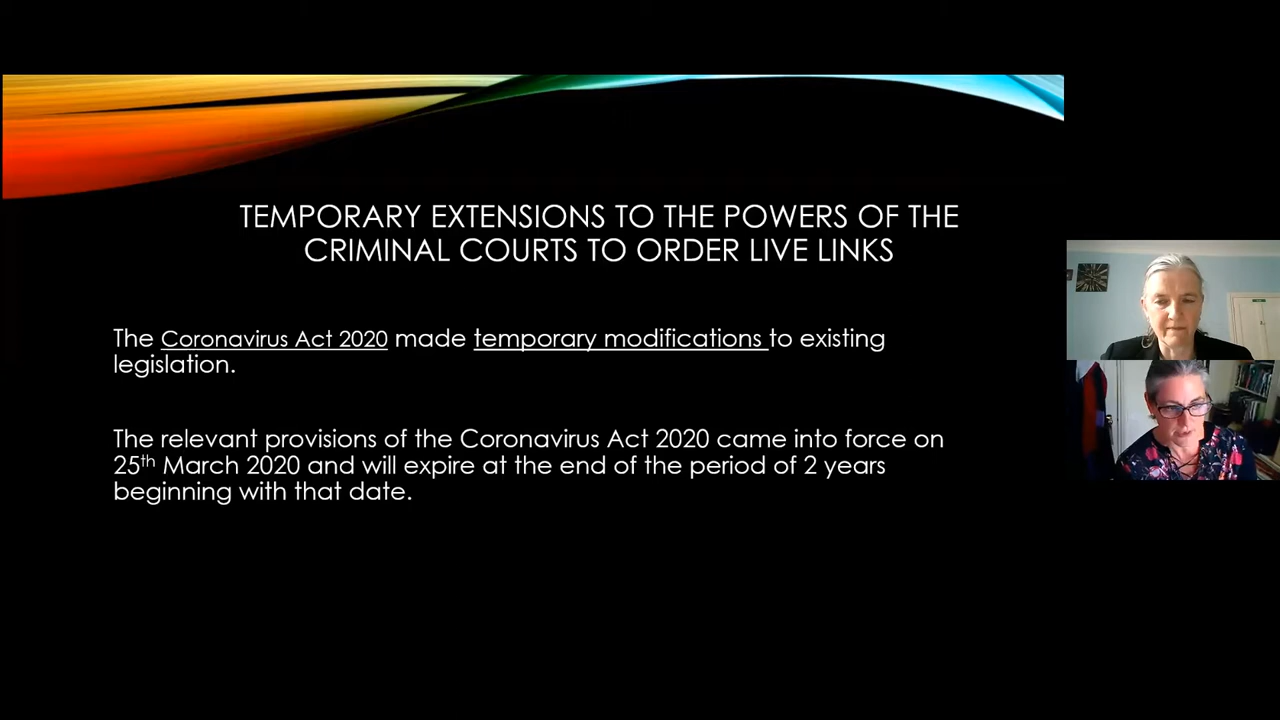 TEMPORARY EXTENSIONS TO THE POWERS OF THE
CRIMINAL COURTS TO ORDER LIVE LINKS
The Coronavirus Act 2020 made temporary modifications to existing
legislation.
The relevant provisions of the Coronavirus Act 2020 came into force on
25th March 2020 and will expire at the end of the period of 2 years
beginning with that date.